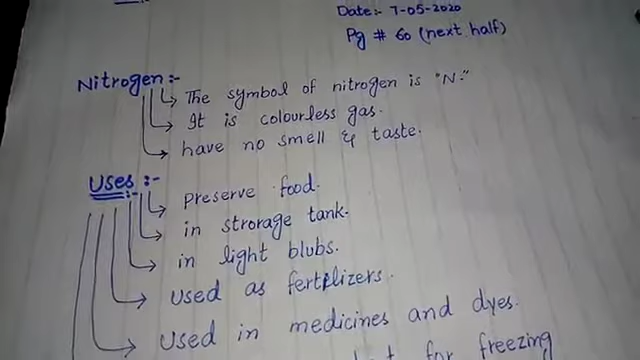 Date:- 7-05-2020
Pg # 60 (next half)
Nitrogen:-
The symbol of nitrogen is "N."
It is colourless gas.
have no smell & taste.
Uses:-
preserve food.
in strorage tank.
in light blubs.
used as fertilizers.
used in medicines and dyes.
for freezing